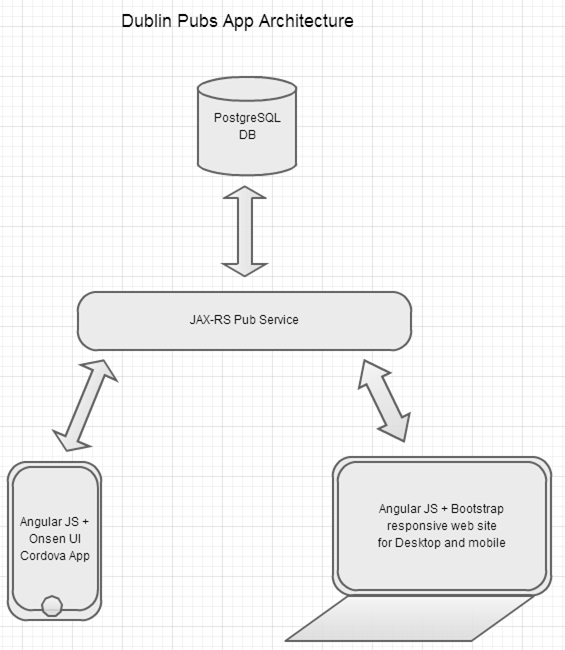 Dublin Pubs App Architecture
PostgreSQL
DB
JAX-RS Pub Service
Angular JS +
Onsen UI
Cordova App
Angular JS + Bootstrap
responsive web site
for Desktop and mobile